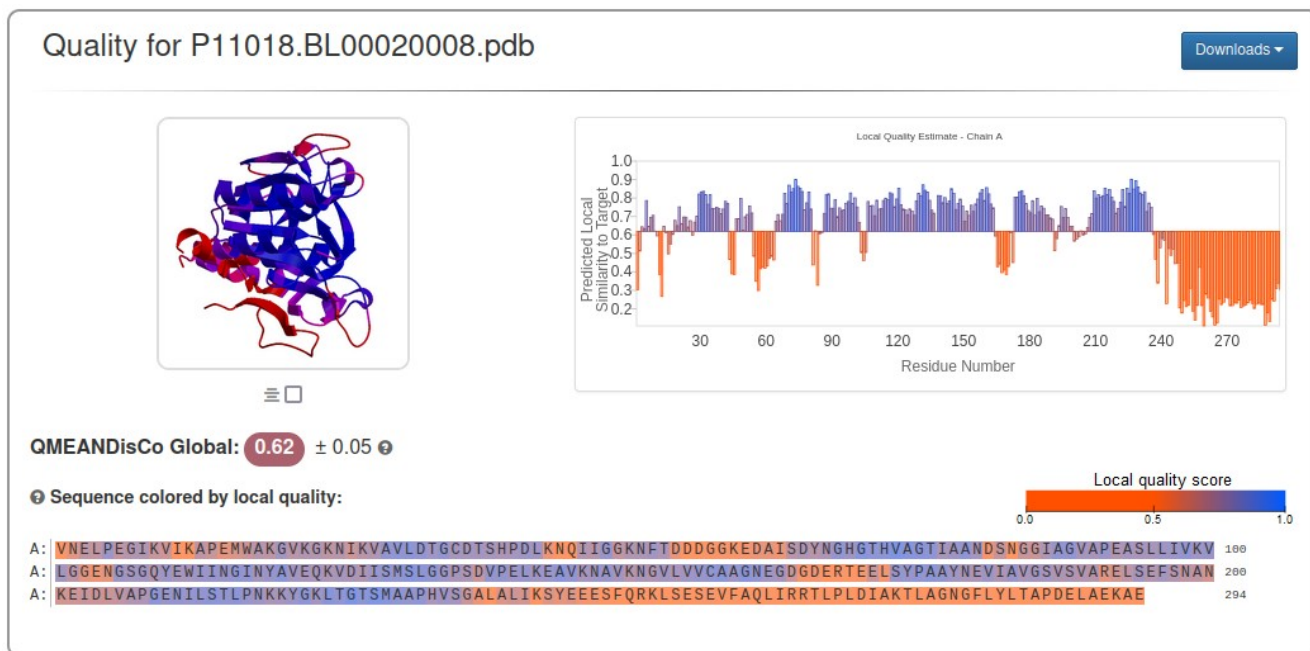 Quality for P11018.BL00020008.pdb
Downloads
Local Quality Estimate - Chain A
Predicted Local
Similarity to Target
1.0
0.9
0.8
0.7
0.6
0.5
0.4
0.3
0.2
30 60 90 120 150 180 210 240 270
Residue Number
QMEANDisCo Global: 0.62 ± 0.05
Sequence colored by local quality:
Local quality score
0.0 0.5 1.0
A: VNELPEGIKVIKAPEMWAKGVKGKNIKVAVLDTGCDTSHPDLKNQIIGGKNFTDDDGGKEDAISDYNGHGTHVAGTIAANDSNGGIAGVAPEASLLIVKV 100
A: LGGENGSGQYEWIINGINYAVEQKVDIISMSLGGPSDVPELKEAVKNAVKNGVLVVCAAGNEGDGDERTEELSYPAAYNEVIAVGSVSVARELSEFSNAN 200
A: KEIDLVAPGENILSTLPNKKYGKLTGTSMAAPHVSGALALIKSYEEESFQRKLSESEVFAQLIRRTLPLDIAKTLAGNGFLYLTAPDELAEKAE 294